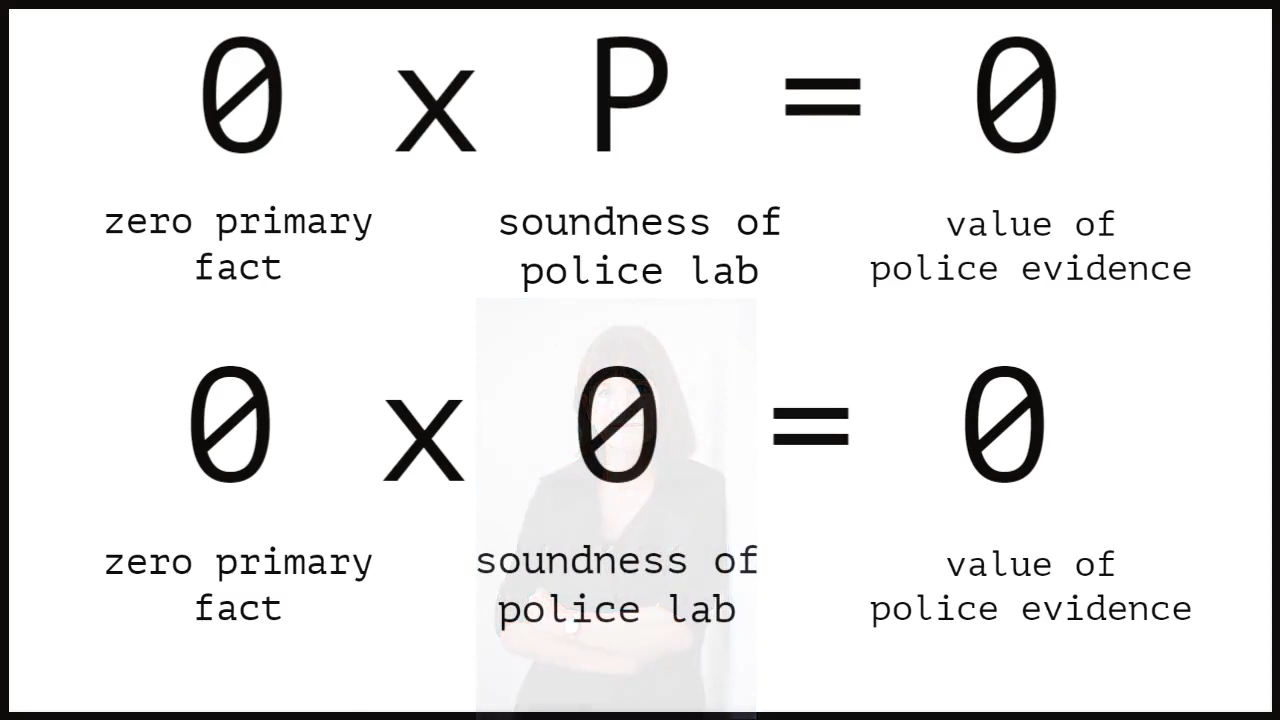 0 x P = 0
zero primary soundness of value of
fact police lab police evidence
0 x 0 = 0
zero primary soundness of value of
fact police lab police evidence